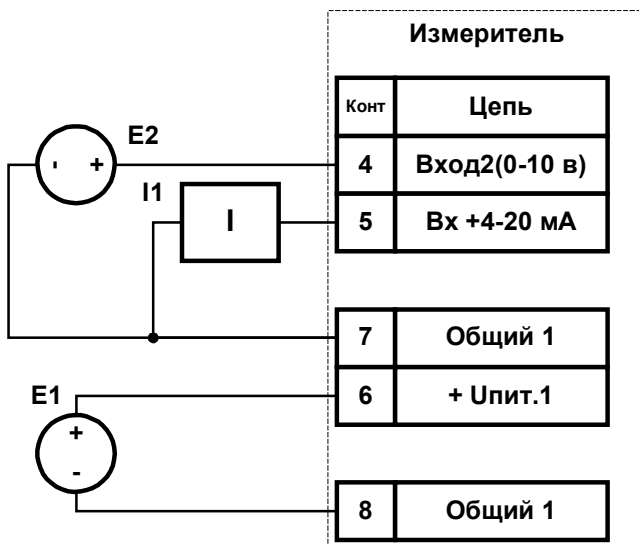 Измеритель
Конт Цепь
E2
- +
4 Вход2(0-10 в)
I1
I
5 Вх +4-20 мА
7 Общий 1
E1
6 + Uпит.1
+
-
8 Общий 1